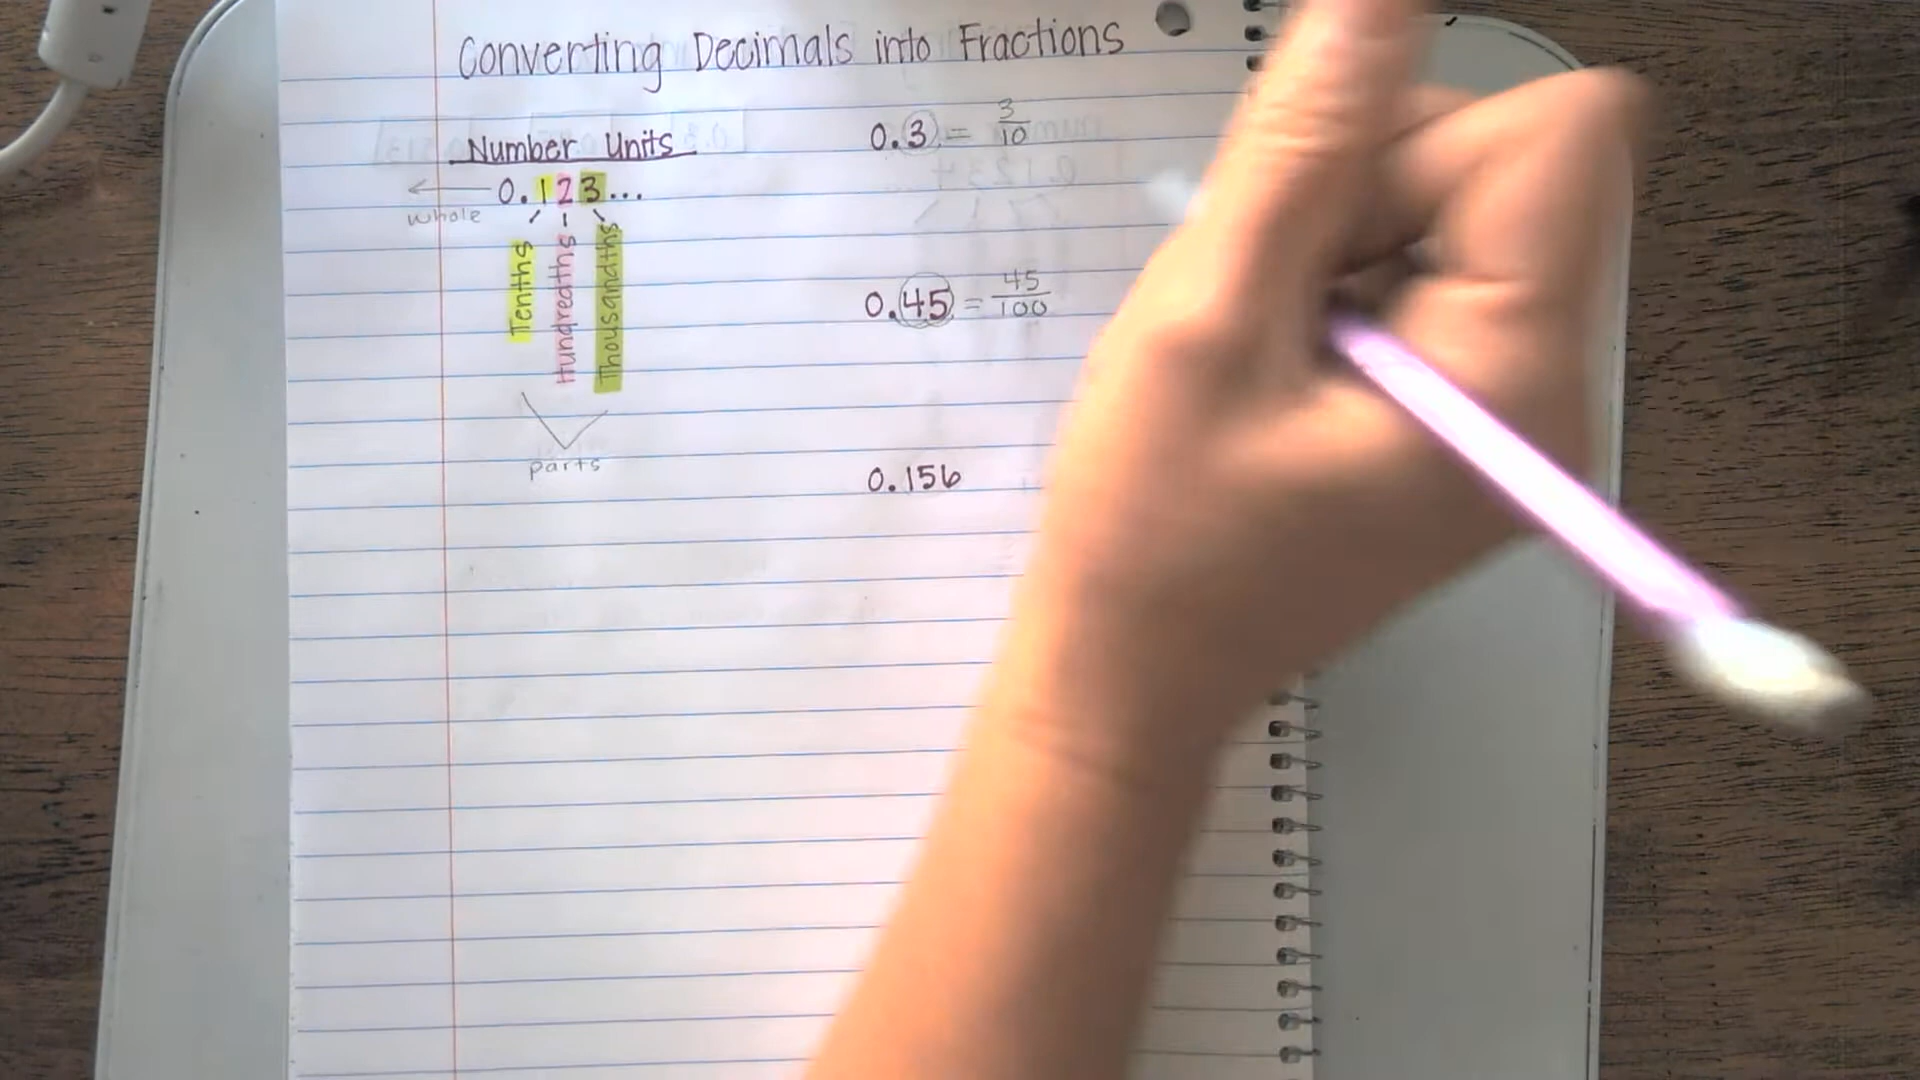 Converting Decimals into Fractions
Number Units
0.123...
whole
Tenths
Hundredths
Thousandths
parts
0.3 = 3/10
0.45 = 45/100
0.156